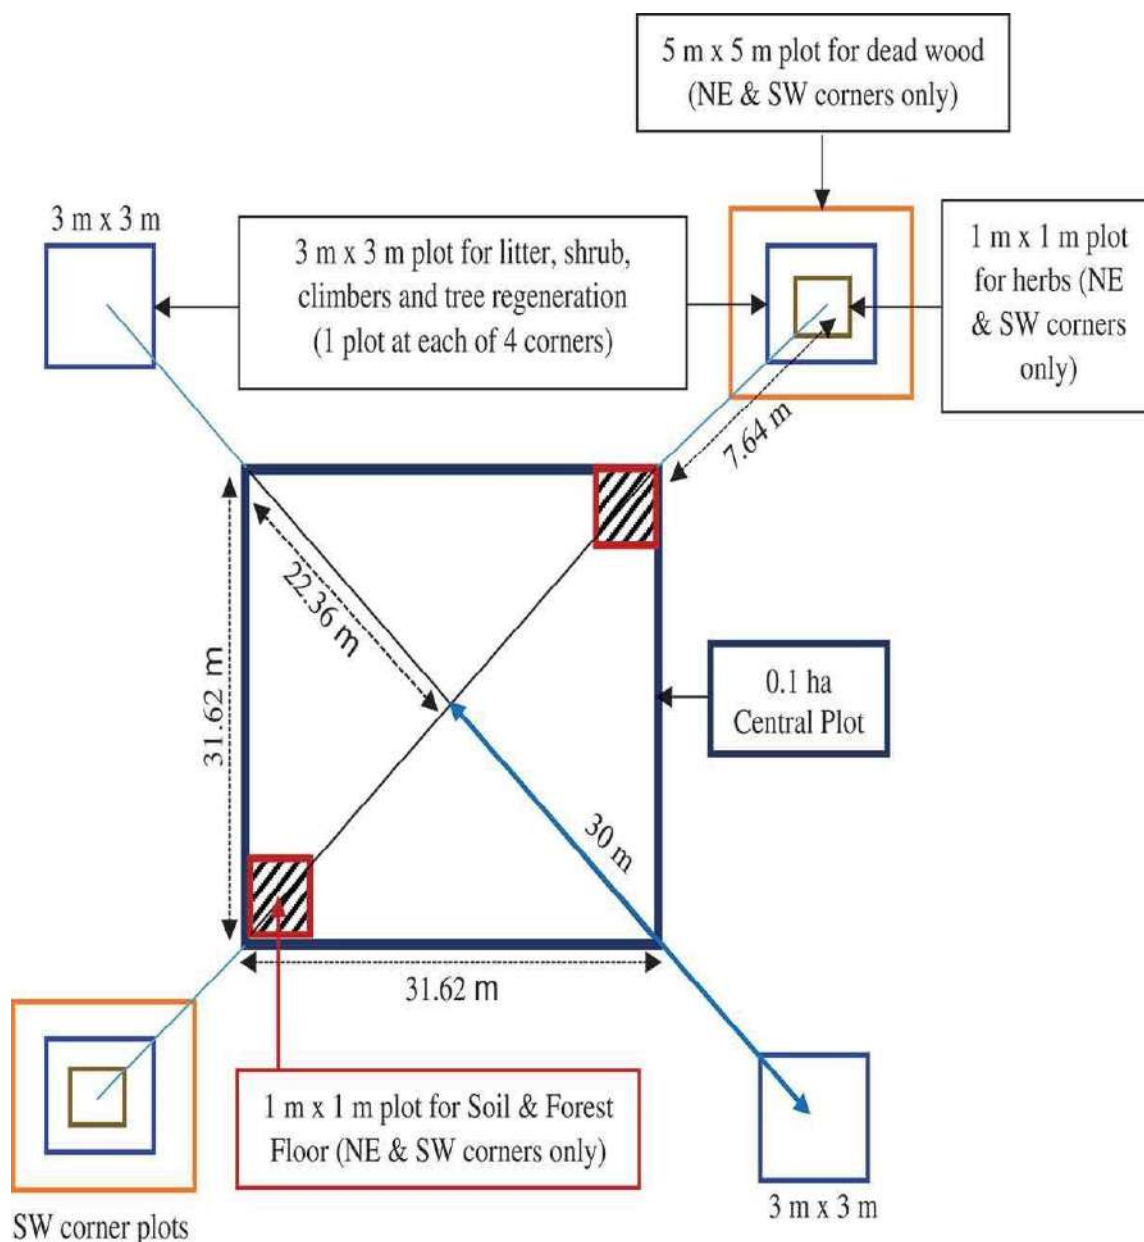 5 m x 5 m plot for dead wood
(NE & SW corners only)
3 m x 3 m
3 m x 3 m plot for litter, shrub,
climbers and tree regeneration
(1 plot at each of 4 corners)
1 m x 1 m plot
for herbs (NE
& SW corners
only)
7.64 m
22.36 m
31.62 m
0.1 ha
Central Plot
30 m
31.62 m
1 m x 1 m plot for Soil & Forest
Floor (NE & SW corners only)
3 m x 3 m
SW corner plots